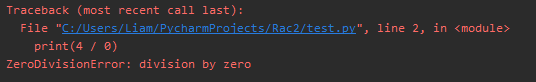 Traceback (most recent call last):
File "C:/Users/Liam/PycharmProjects/Rac2/test.py", line 2, in <module>
print(4 / 0)
ZeroDivisionError: division by zero